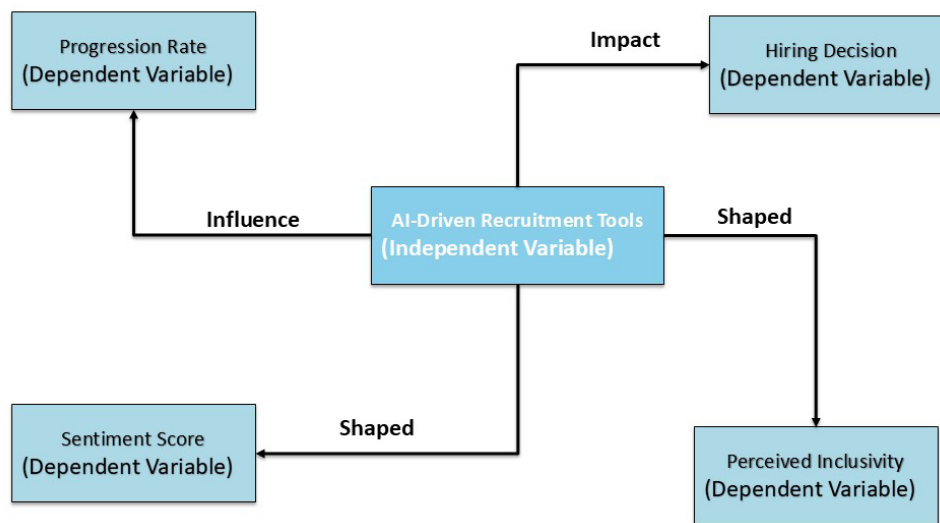 Progression Rate
(Dependent Variable)
Impact
Hiring Decision
(Dependent Variable)
Influence
AI-Driven Recruitment Tools
(Independent Variable)
Shaped
Shaped
Sentiment Score
(Dependent Variable)
Perceived Inclusivity
(Dependent Variable)